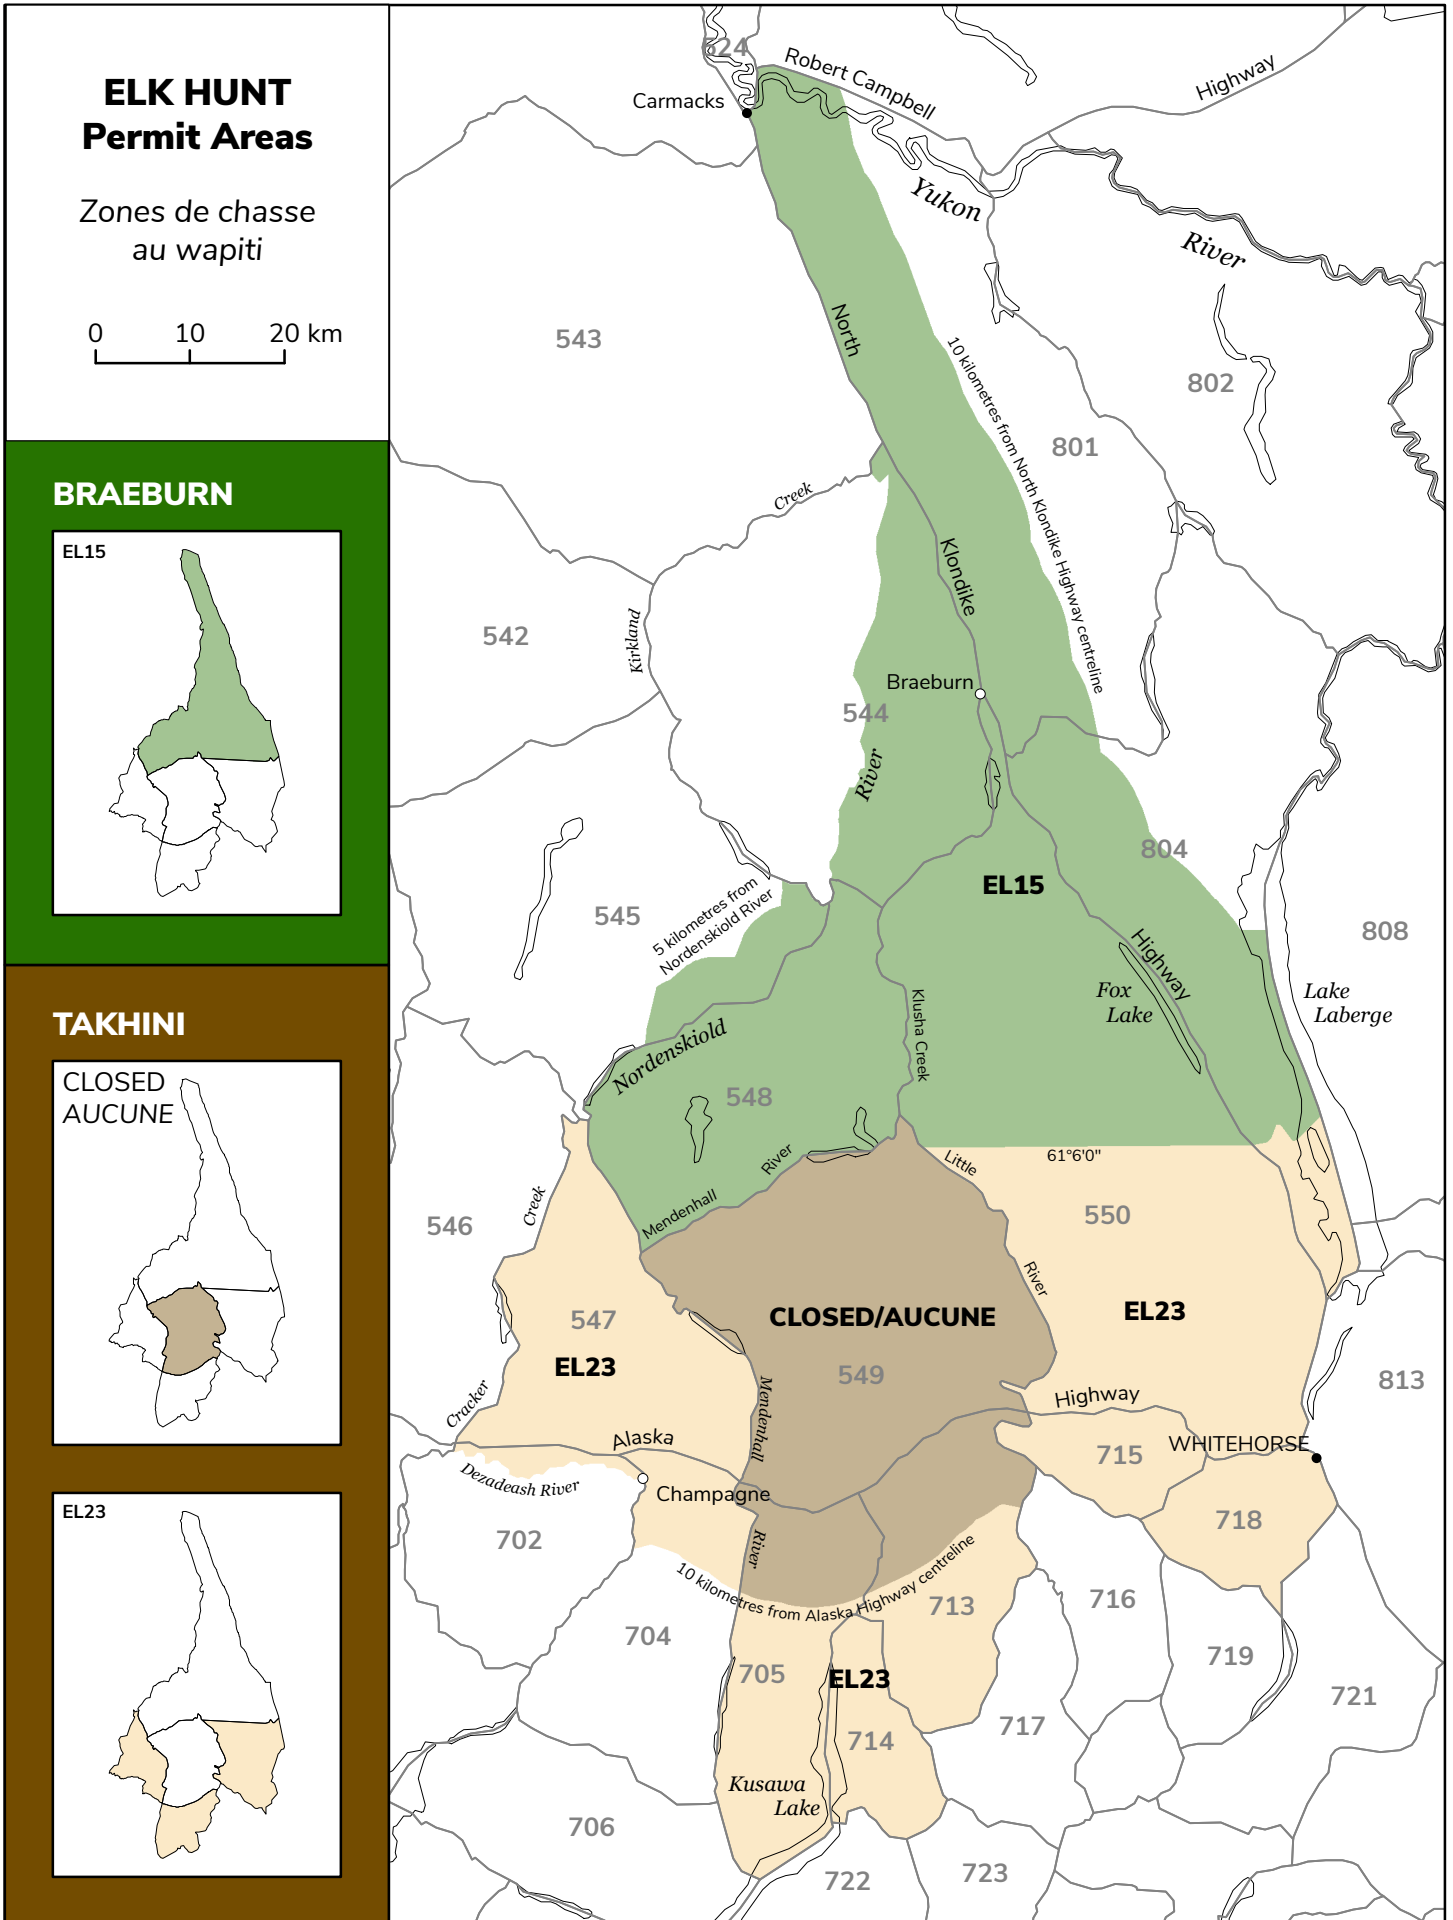 ELK HUNT
Permit Areas
Zones de chasse
au wapiti
0 10 20 km
BRAEBURN
EL15
TAKHINI
CLOSED
AUCUNE
EL23
624
Carmacks
Robert Campbell
Highway
Yukon
River
543
North
10 kilometres from North Klondike Highway centreline
802
801
Creek
Klondike
542
Kirkland
Braeburn
544
River
804
EL15
545
5 kilometres from
Nordenskiold River
808
Highway
Fox
Lake
Lake
Laberge
Klusha Creek
Nordenskiold
548
River
Little
61°6'0"
Mendenhall
Creek
546
550
River
547
CLOSED/AUCUNE
EL23
EL23
549
813
Cracker
Mendenhall
Highway
Alaska
715
WHITEHORSE
Dezadeash River
Champagne
702
718
River
10 kilometres from Alaska Highway centreline
713
716
704
705
EL23
719
721
714
717
Kusawa
Lake
706
722
723